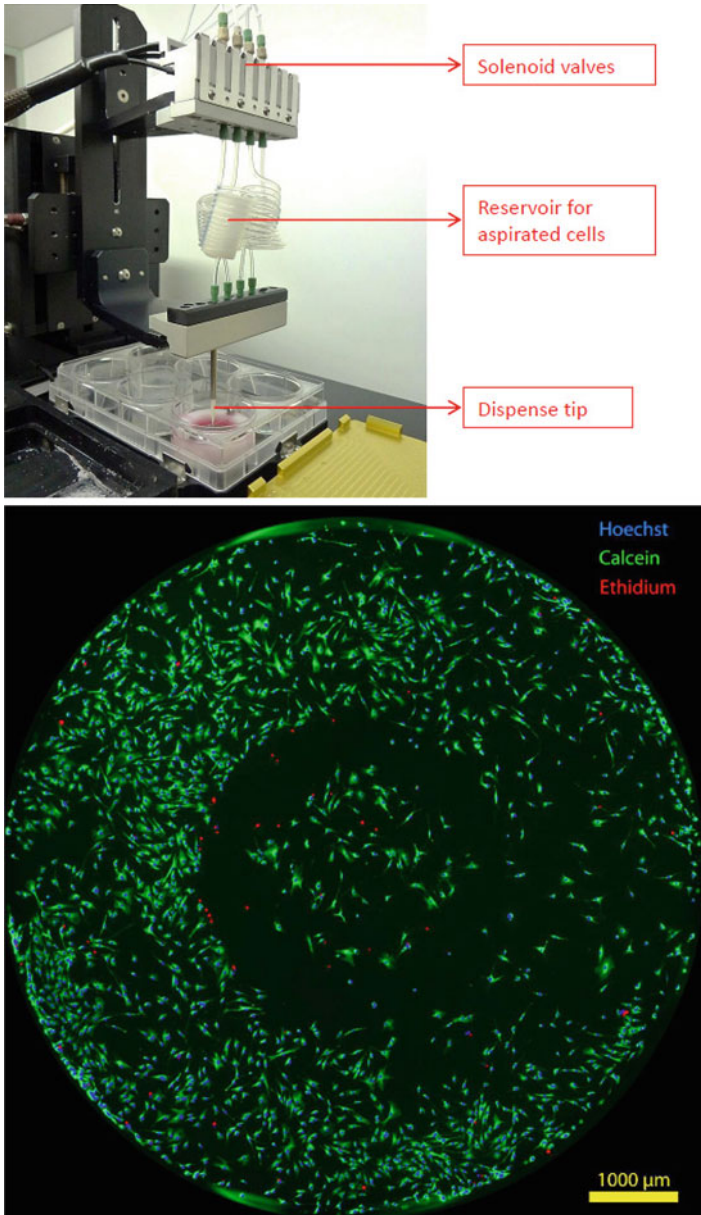 Solenoid valves
Reservoir for
aspirated cells
Dispense tip
Hoechst
Calcein
Ethidium
1000 µm